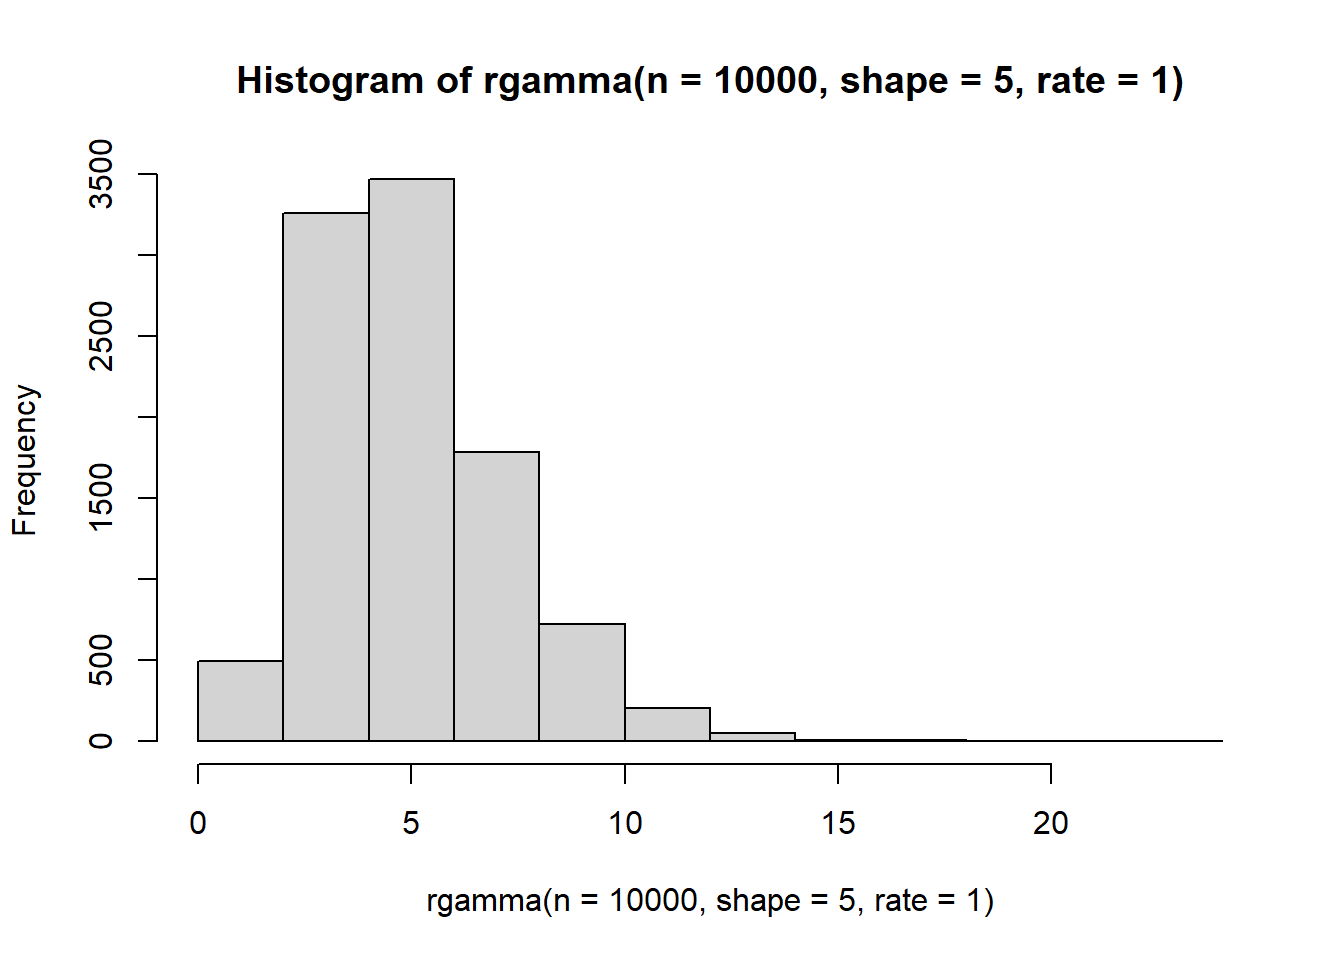 Histogram of rgamma(n = 10000, shape = 5, rate = 1)
3500
2500
1500
500
0
Frequency
0 5 10 15 20
rgamma(n = 10000, shape = 5, rate = 1)